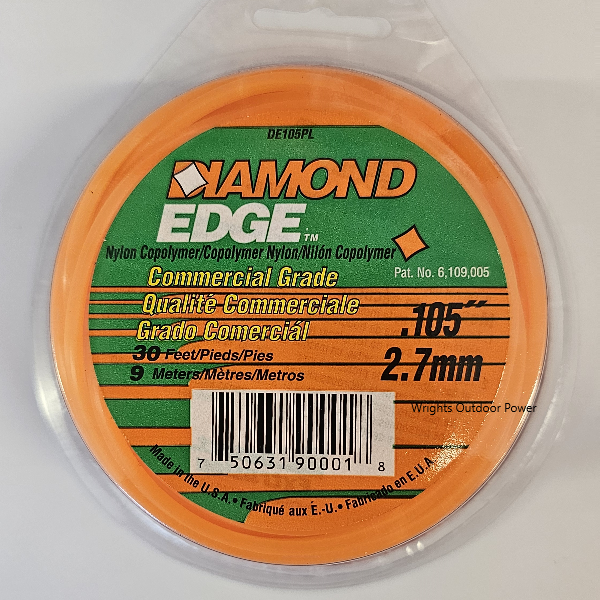 DE105PL
DIAMOND
EDGE™
Nylon Copolymer/Copolymer Nylon/Nilón Copolymer
Pat. No. 6,109,005
Commercial Grade
Qualité Commerciale
Grado Comerciál
.105"
30 Feet/Pieds/Pies
2.7mm
9 Meters/Mètres/Metros
Wrights Outdoor Power
7 50631 90001 8
Made in the U.S.A. • Fabriqué aux É.-U. • Fabricado en E.U.A.